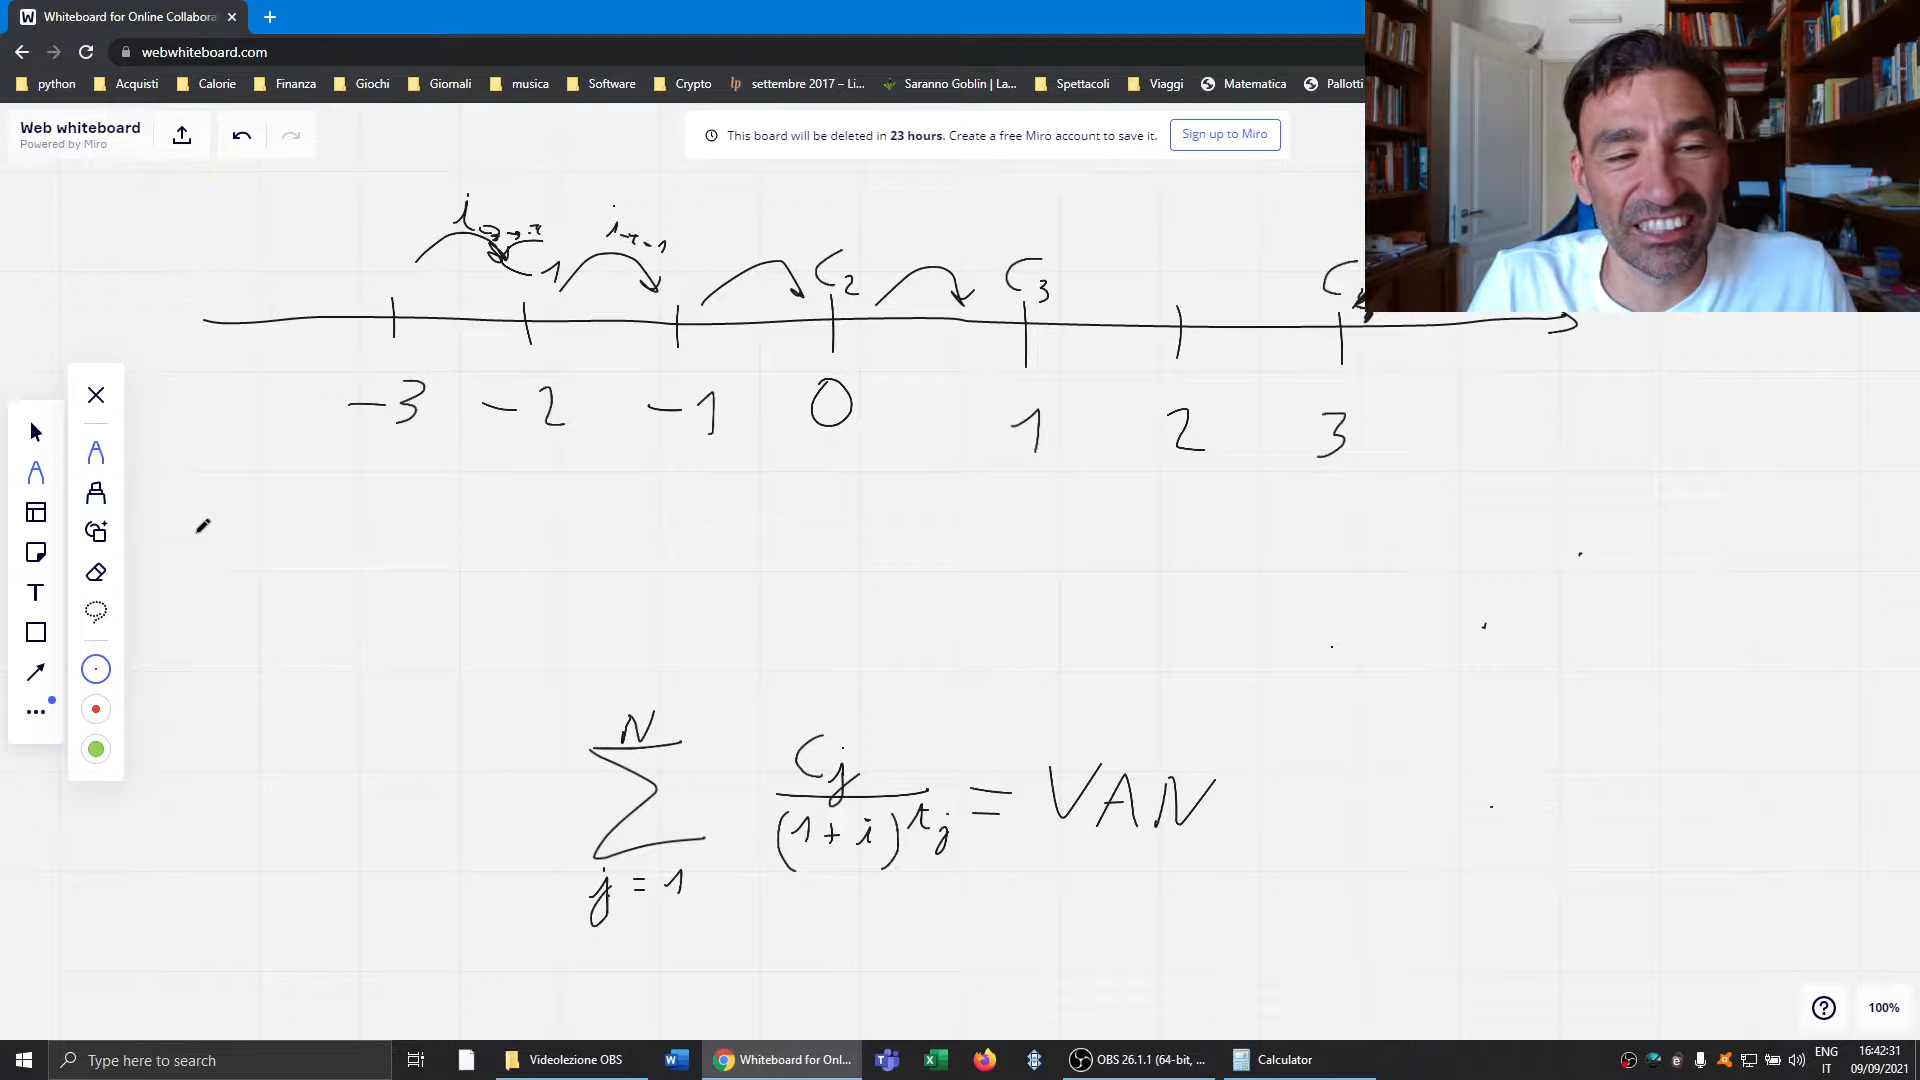 Whiteboard for Online Collabora
webwhiteboard.com
python Acquisti Calorie Finanza Giochi Giornali musica Software Crypto settembre 2017 – Li... Saranno Goblin | La... Spettacoli Viaggi Matematica Pallotti
Web whiteboard
Powered by Miro
This board will be deleted in 23 hours. Create a free Miro account to save it. Sign up to Miro
C2 C3
-3 -2 -1 0 1 2 3
N
Σ Cj / (1+i)^tj = VAN
j = 1
T
100%
Type here to search
Videolezione OBS
Whiteboard for Onl...
OBS 26.1.1 (64-bit, ...
Calculator
ENG
IT
16:42:31
09/09/2021